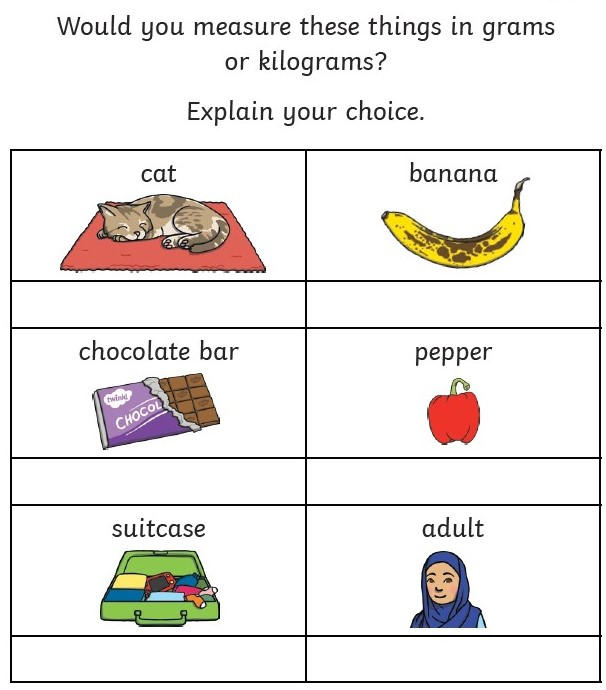 Would you measure these things in grams
or kilograms?
Explain your choice.
cat
banana
twinkl
CHOCOL
chocolate bar
pepper
suitcase
adult